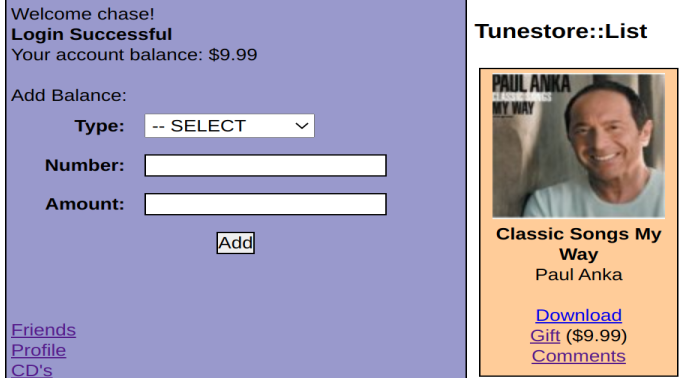 Welcome chase!
Login Successful
Your account balance: $9.99
Add Balance:
Type: -- SELECT
Number:
Amount:
Add
Friends
Profile
CD's
Tunestore::List
PAUL ANKA
CLASSIC SONGS
MY WAY
Classic Songs My
Way
Paul Anka
Download
Gift ($9.99)
Comments